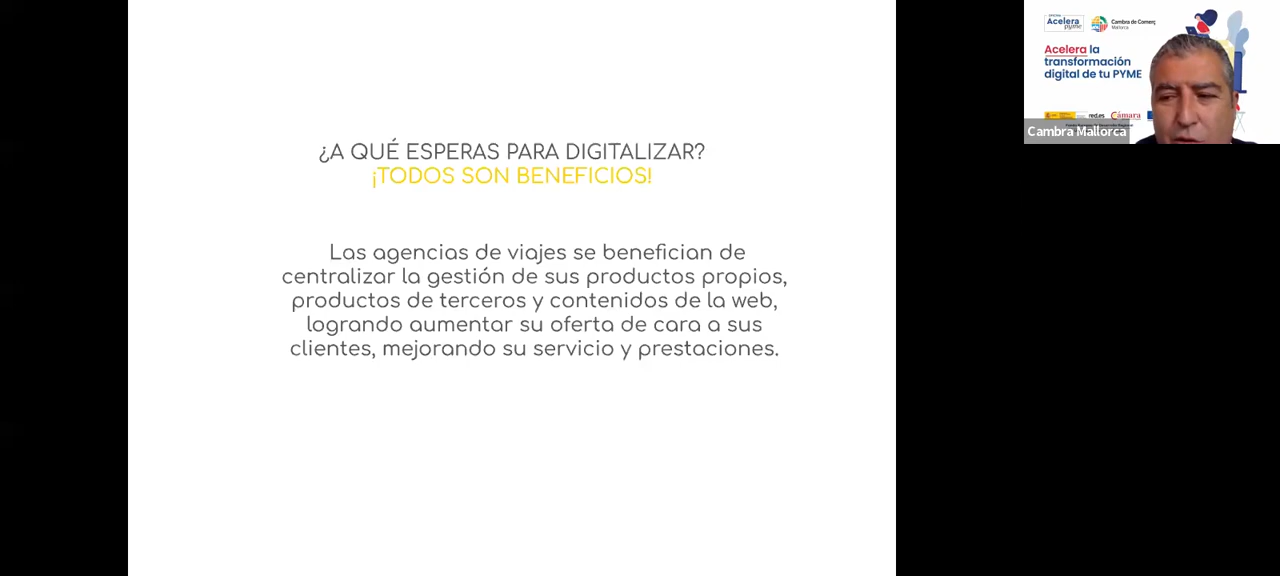 ¿A QUÉ ESPERAS PARA DIGITALIZAR?
¡TODOS SON BENEFICIOS!
Las agencias de viajes se benefician de
centralizar la gestión de sus productos propios,
productos de terceros y contenidos de la web,
logrando aumentar su oferta de cara a sus
clientes, mejorando su servicio y prestaciones.
Acelera pyme
Cambra de Comerç
Mallorca
Acelera la
transformación
digital de tu PYME
red.es
Cámara
Cambra Mallorca